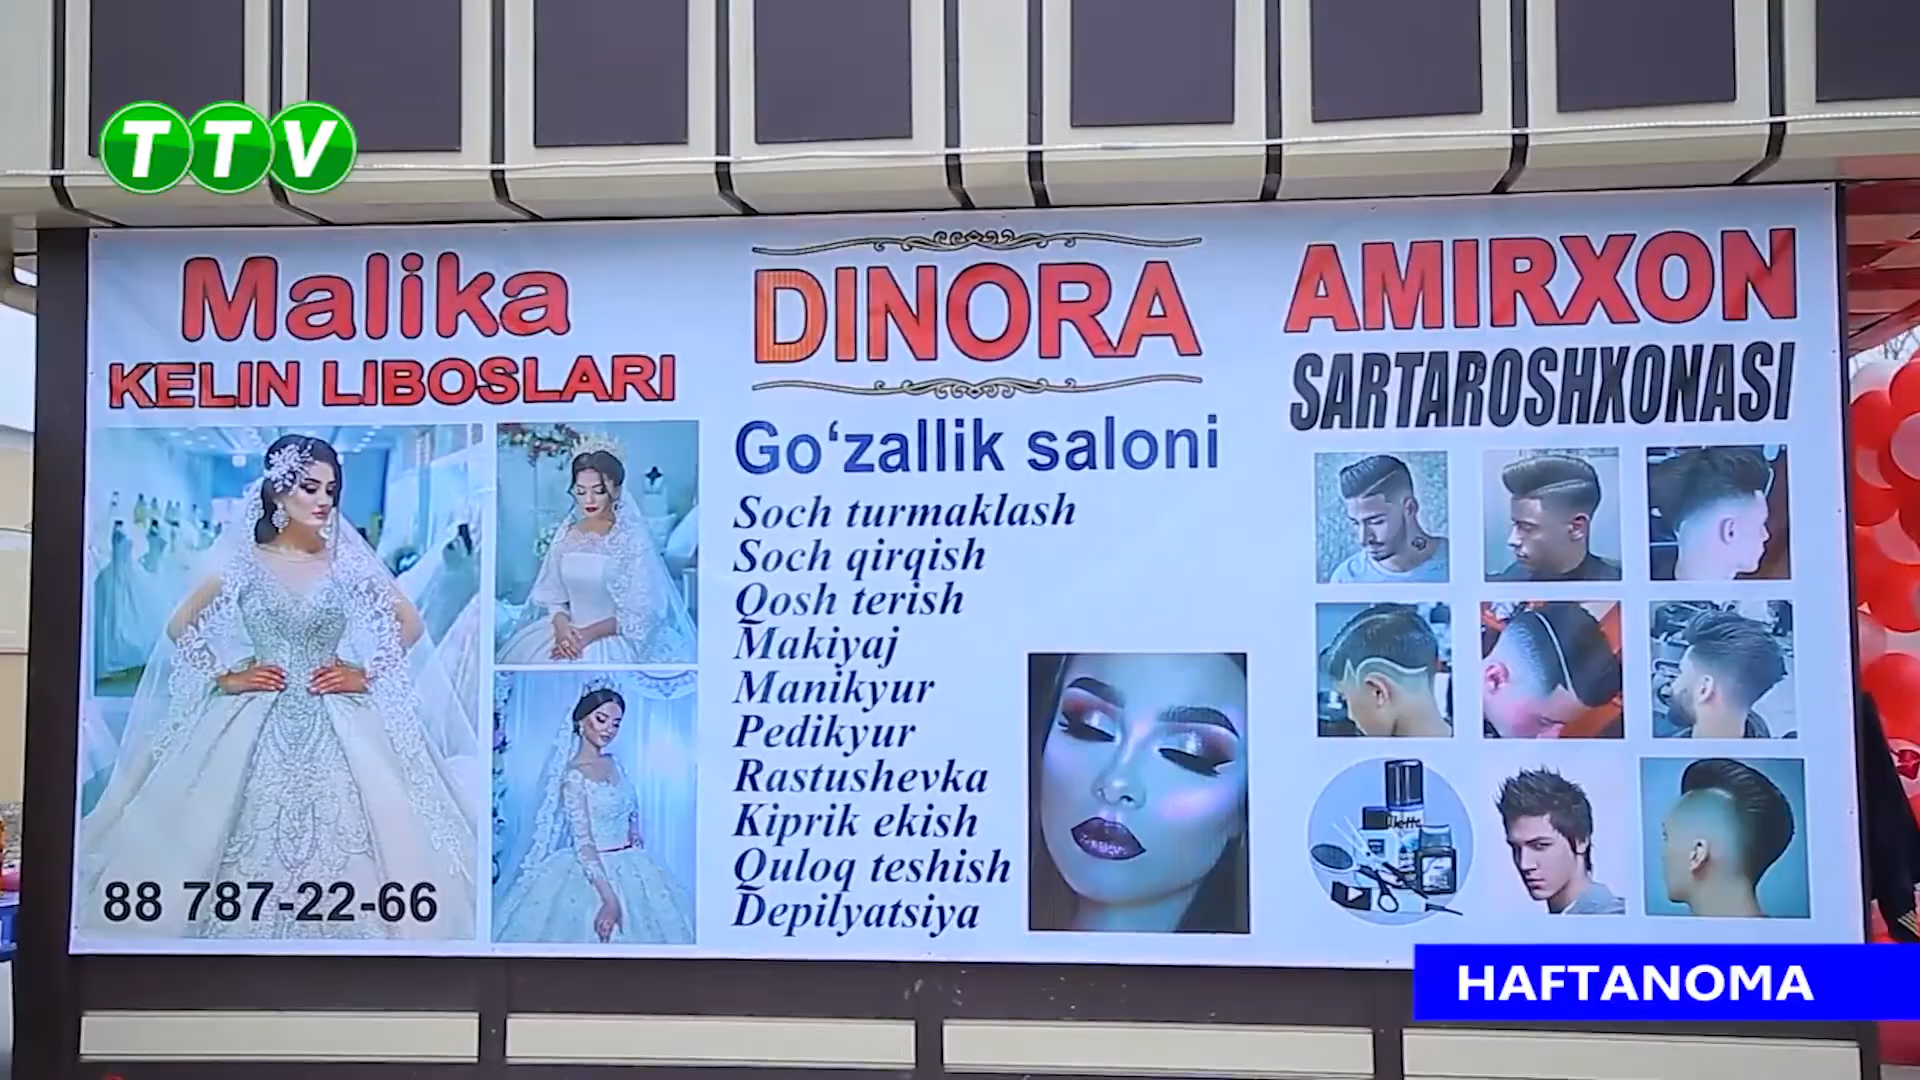 TTV
Malika
KELIN LIBOSLARI
88 787-22-66
DINORA
Go‘zallik saloni
Soch turmaklash
Soch qirqish
Qosh terish
Makiyaj
Manikyur
Pedikyur
Rastushevka
Kiprik ekish
Quloq teshish
Depilyatsiya
AMIRXON
SARTAROSHXONASI
HAFTANOMA